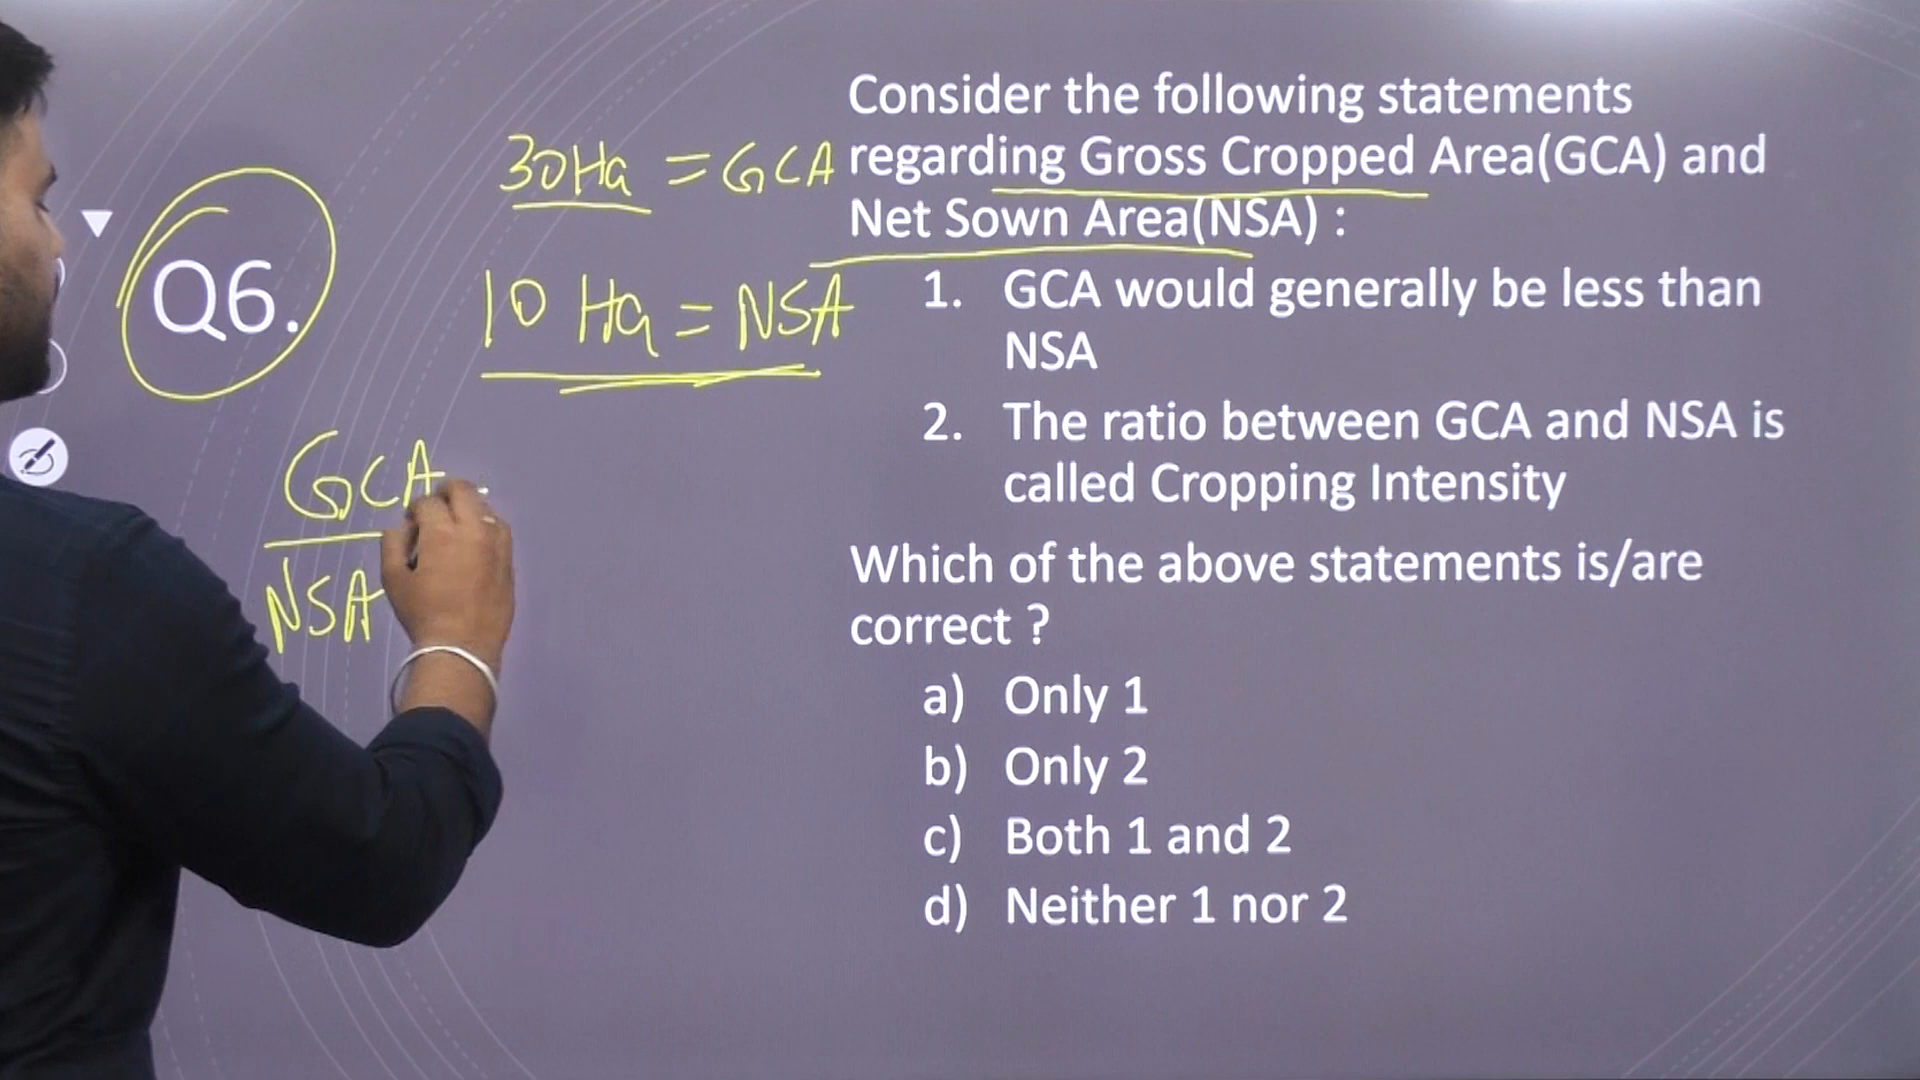 Q6.
30Ha = GCA
10 Ha = NSA
GCA
NSA
Consider the following statements
regarding Gross Cropped Area(GCA) and
Net Sown Area(NSA) :
1. GCA would generally be less than
NSA
2. The ratio between GCA and NSA is
called Cropping Intensity
Which of the above statements is/are
correct ?
a) Only 1
b) Only 2
c) Both 1 and 2
d) Neither 1 nor 2